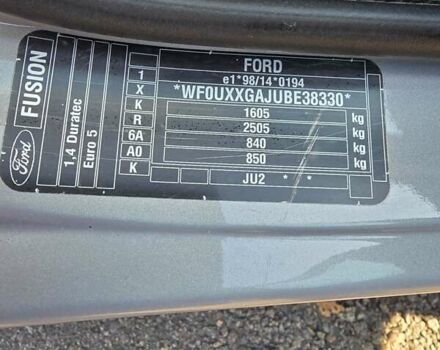 FORD
e1*98/14*0194
*WF0UXXGAJUBE38330*
1605 kg
2505 kg
840 kg
850 kg
JU2 * *
1
X
K
R
6A
A0
K
Ford
FUSION
1,4 Duratec
Euro 5